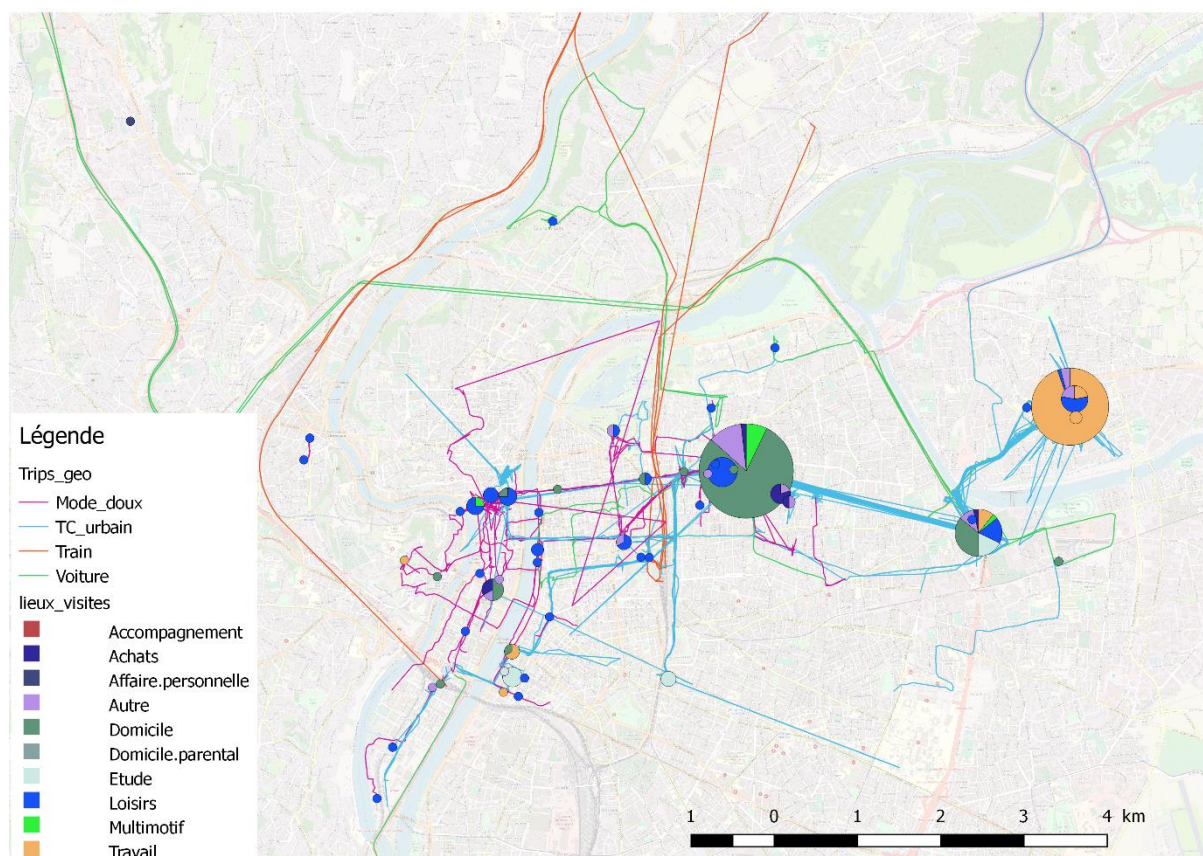 Légende
Trips_geo
Mode_doux
TC_urbain
Train
Voiture
lieux_visites
Accompagnement
Achats
Affaire.personnelle
Autre
Domicile
Domicile.parental
Etude
Loisirs
Multimotif
Travail
1 0 1 2 3 4 km